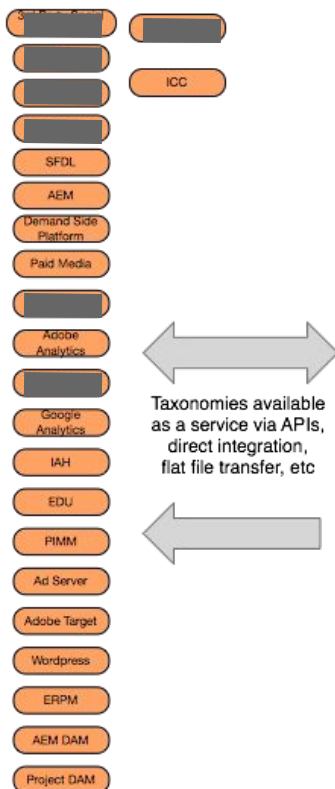 ICC
SFDL
AEM
Demand Side
Platform
Paid Media
Adobe
Analytics
Google
Analytics
IAH
EDU
PIMM
Ad Server
Adobe Target
Wordpress
ERPM
AEM DAM
Project DAM
Taxonomies available
as a service via APIs,
direct integration,
flat file transfer, etc